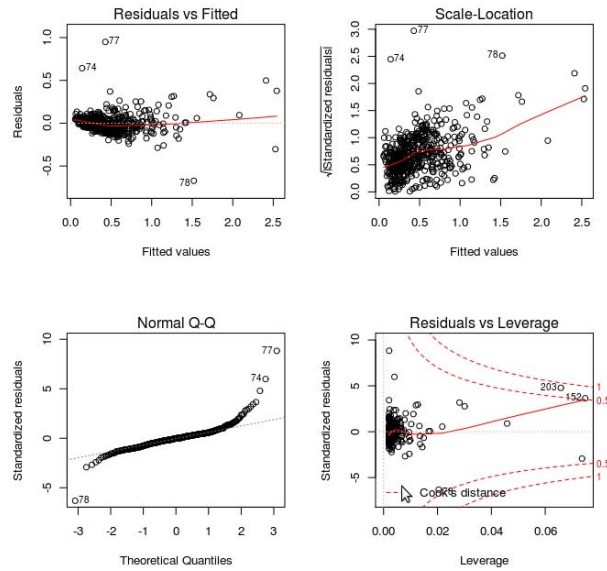 Residuals vs Fitted
Residuals
1.0
0.5
0.0
-0.5
77
74
78
0.0 0.5 1.0 1.5 2.0 2.5
Fitted values
Scale-Location
√|Standardized residuals|
3.0
2.5
2.0
1.5
1.0
0.5
0.0
77
74
78
0.0 0.5 1.0 1.5 2.0 2.5
Fitted values
Normal Q-Q
Standardized residuals
10
5
0
-5
77
74
78
-3 -2 -1 0 1 2 3
Theoretical Quantiles
Residuals vs Leverage
Standardized residuals
10
5
0
-5
203
152
1
0.5
0.5
1
Cook's distance
0.00 0.02 0.04 0.06
Leverage